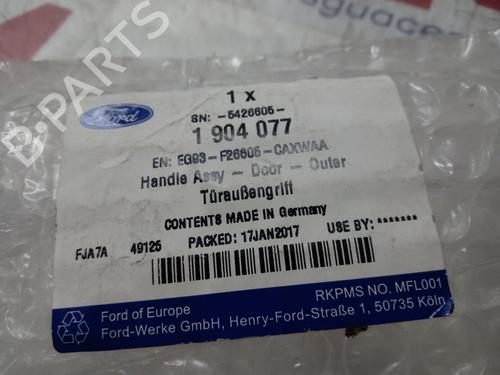 B-PARTS
Ford
1 x
SN: -5426605-
1 904 077
EN: EG93-F26605-CAXWAA
Handle Assy - Door - Outer
Türaußengriff
CONTENTS MADE IN Germany
FJA7A 49125 PACKED: 17JAN2017 USE BY: *******
RKPMS NO. MFL001
Ford of Europe
Ford-Werke GmbH, Henry-Ford-Straße 1, 50735 Köln